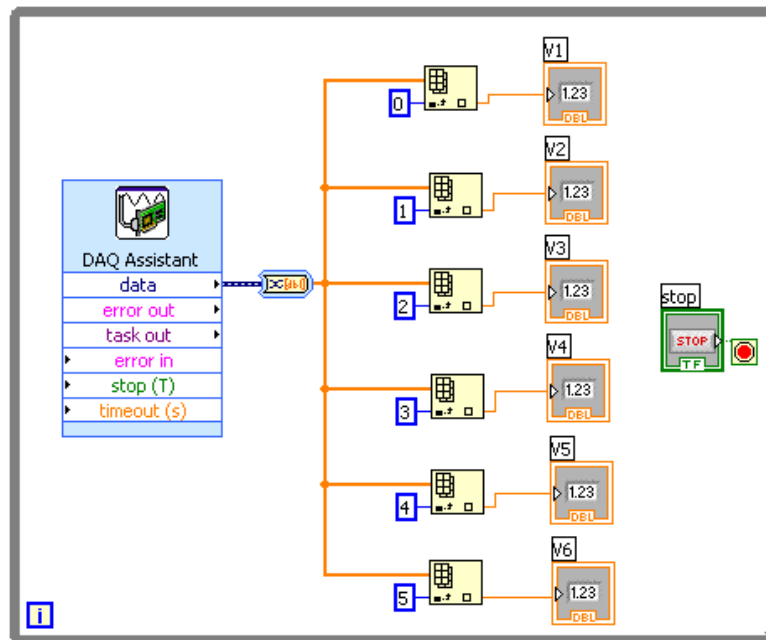 V1
1.23
DBL
0
V2
1.23
DBL
1
DAQ Assistant
data
error out
task out
error in
stop (T)
timeout (s)
[ab]
V3
1.23
DBL
2
stop
STOP
TF
V4
1.23
3
V5
1.23
DBL
4
V6
1.23
DBL
5
i